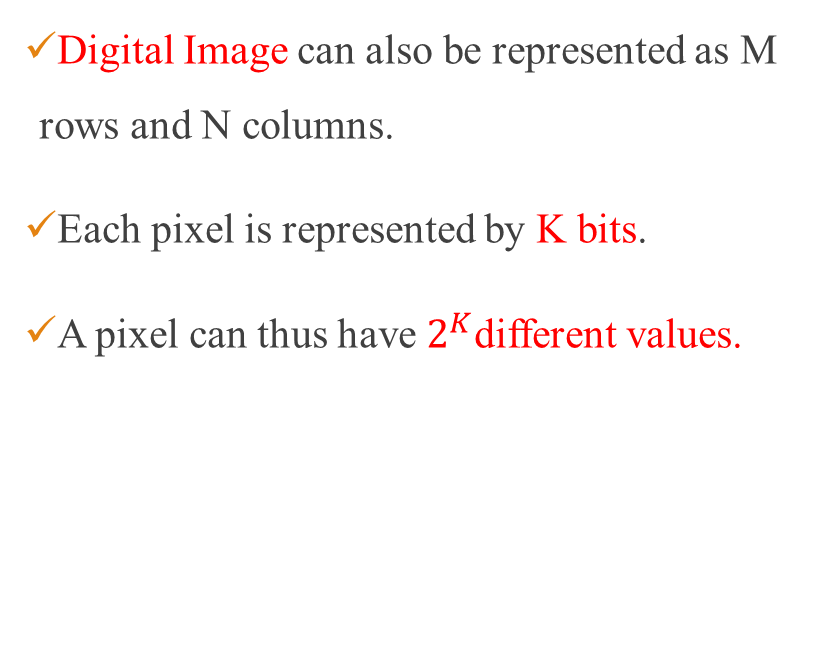 ✓Digital Image can also be represented as M
rows and N columns.
✓Each pixel is represented by K bits.
✓A pixel can thus have 2^K different values.